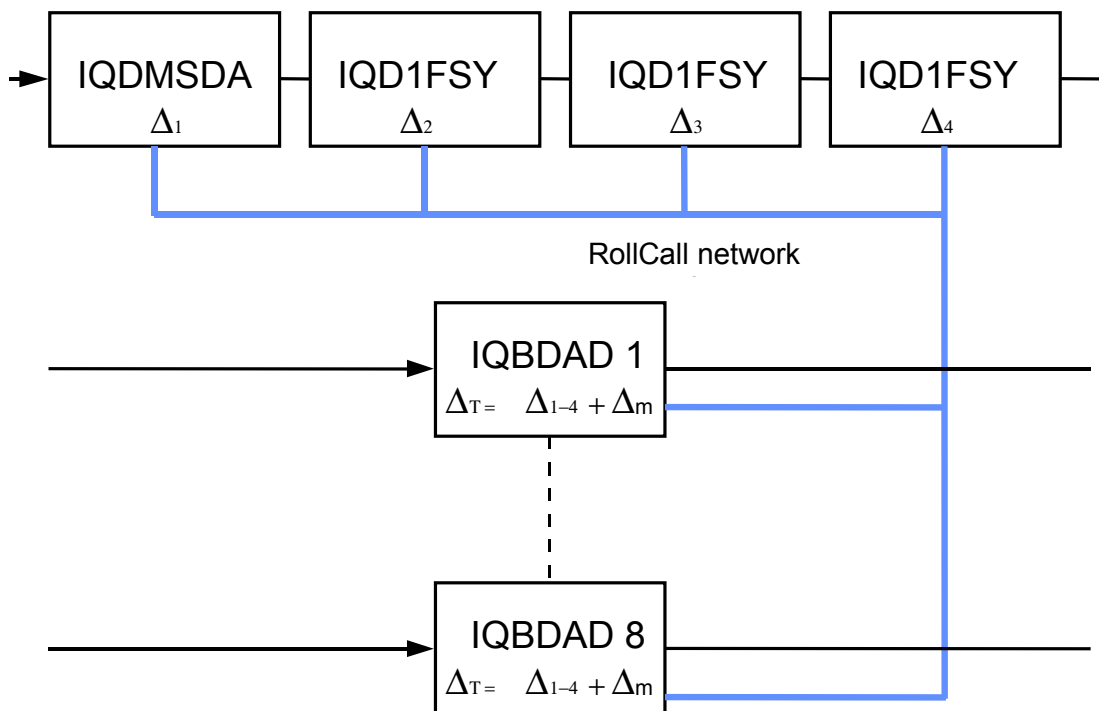 IQDMSDA IQD1FSY IQD1FSY IQD1FSY
Δ1 Δ2 Δ3 Δ4
RollCall network
IQBDAD 1
ΔT = Δ1–4 + Δm
IQBDAD 8
ΔT = Δ1–4 + Δm